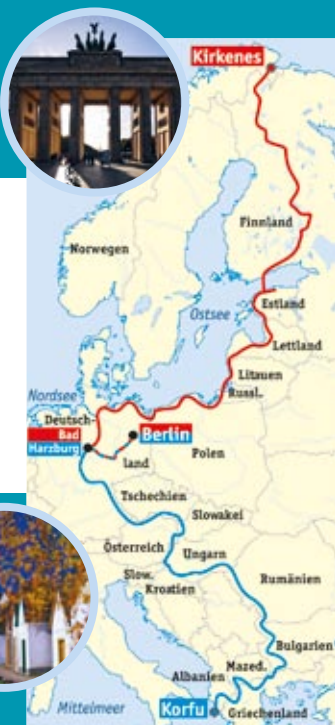 Kirkenes
Finnland
Norwegen
Estland
Ostsee
Lettland
Litauen
Russl.
Nordsee
Deutsch-
Bad
Harzburg
Berlin
land
Polen
Tschechien
Slowakei
Österreich
Ungarn
Slow.
Kroatien
Rumänien
Bulgarien
Mazed.
Albanien
Korfu
Griechenland
Mittelmeer